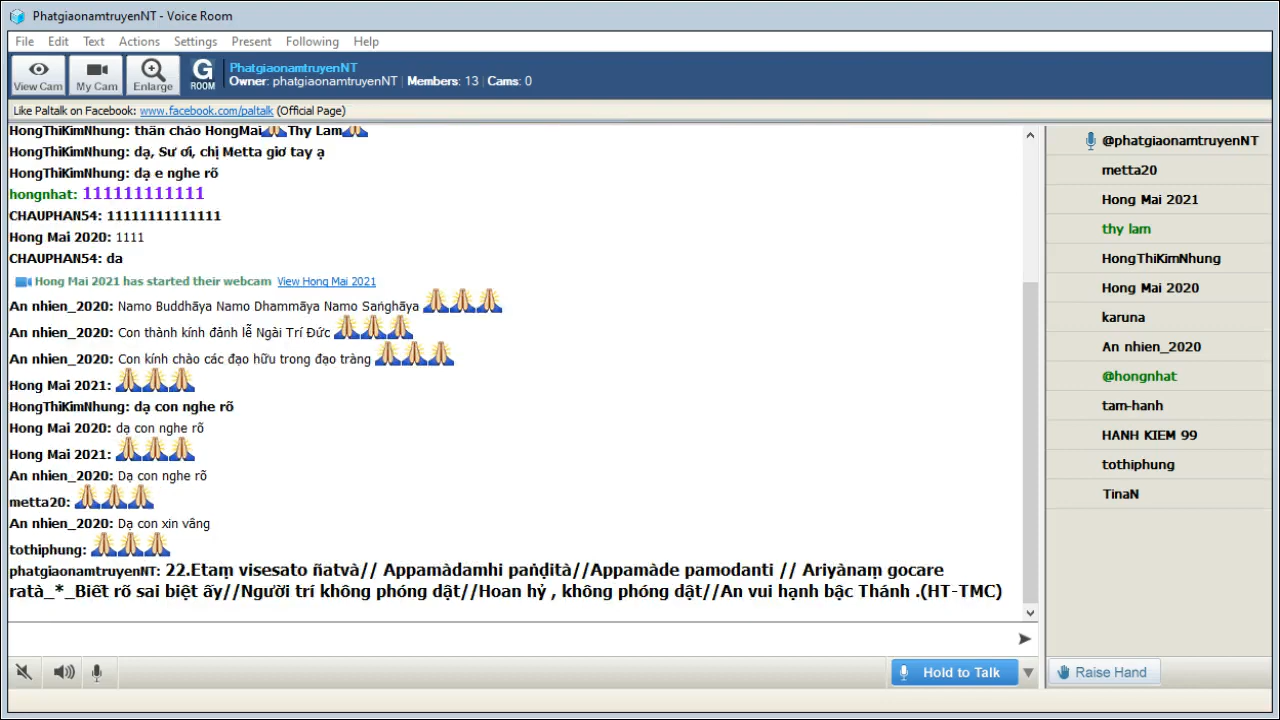 PhatgiaonamtruyenNT - Voice Room
File Edit Text Actions Settings Present Following Help
View Cam My Cam Enlarge G ROOM
PhatgiaonamtruyenNT
Owner: phatgiaonamtruyenNT | Members: 13 | Cams: 0
Like Paltalk on Facebook: www.facebook.com/paltalk (Official Page)
HongThiKimNhung: thân chào HongMai🙏Thy Lam🙏
HongThiKimNhung: dạ, Sư ơi, chị Metta giơ tay ạ
HongThiKimNhung: dạ e nghe rõ
hongnhat: 111111111111
CHAUPHAN54: 11111111111111
Hong Mai 2020: 1111
CHAUPHAN54: da
Hong Mai 2021 has started their webcam View Hong Mai 2021
An nhien_2020: Namo Buddhāya Namo Dhammāya Namo Saṅghāya 🙏🙏🙏
An nhien_2020: Con thành kính đảnh lễ Ngài Trí Đức 🙏🙏🙏
An nhien_2020: Con kính chào các đạo hữu trong đạo tràng 🙏🙏🙏
Hong Mai 2021: 🙏🙏🙏
HongThiKimNhung: dạ con nghe rõ
Hong Mai 2020: dạ con nghe rõ
Hong Mai 2021: 🙏🙏🙏
An nhien_2020: Dạ con nghe rõ
metta20: 🙏🙏🙏
An nhien_2020: Dạ con xin vâng
tothiphung: 🙏🙏🙏
phatgiaonamtruyenNT: 22.Etaṃ visesato ñatvà// Appamàdamhi paṇḍità//Appamàde pamodanti // Ariyànaṃ gocare
ratà_*_Biết rõ sai biệt ấy//Người trí không phóng dật//Hoan hỷ , không phóng dật//An vui hạnh bậc Thánh .(HT-TMC)
@phatgiaonamtruyenNT
metta20
Hong Mai 2021
thy lam
HongThiKimNhung
Hong Mai 2020
karuna
An nhien_2020
@hongnhat
tam-hanh
HANH KIEM 99
tothiphung
TinaN
Hold to Talk
Raise Hand